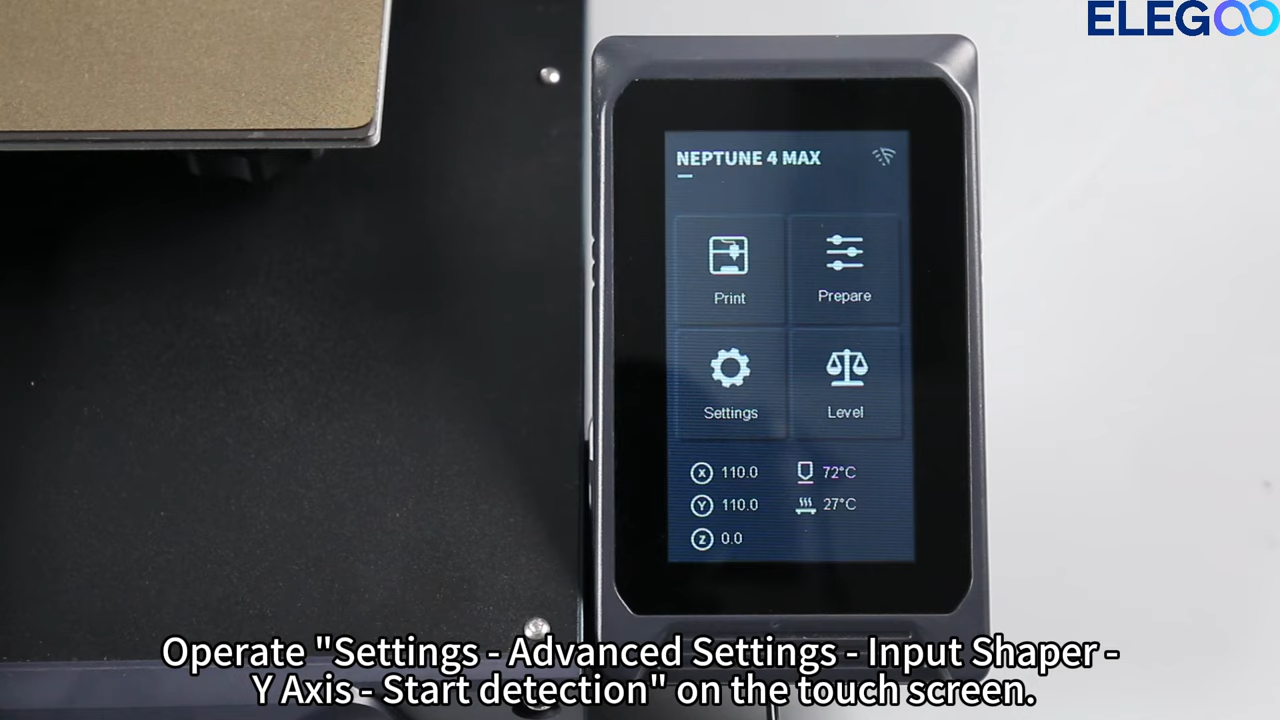 ELEGOO
NEPTUNE 4 MAX
Print
Prepare
Settings
Level
X 110.0
72°C
Y 110.0
27°C
Z 0.0
Operate "Settings - Advanced Settings - Input Shaper -
Y Axis - Start detection" on the touch screen.